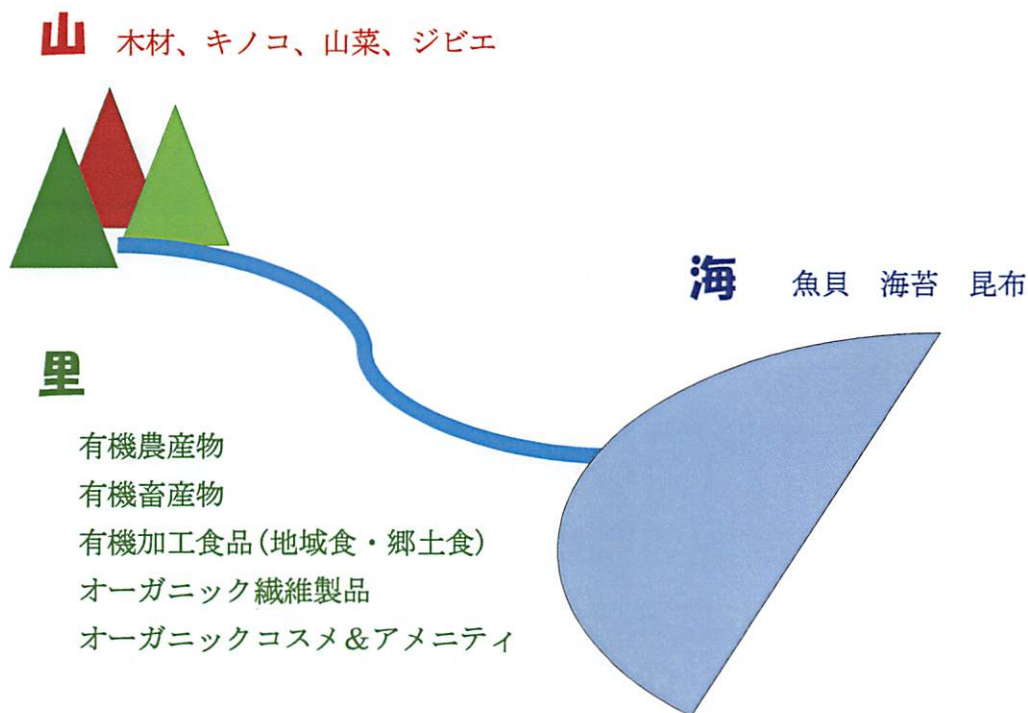 山 木材、キノコ、山菜、ジビエ
海 魚貝 海苔 昆布
里
有機農産物
有機畜産物
有機加工食品(地域食・郷土食)
オーガニック繊維製品
オーガニックコスメ&アメニティ